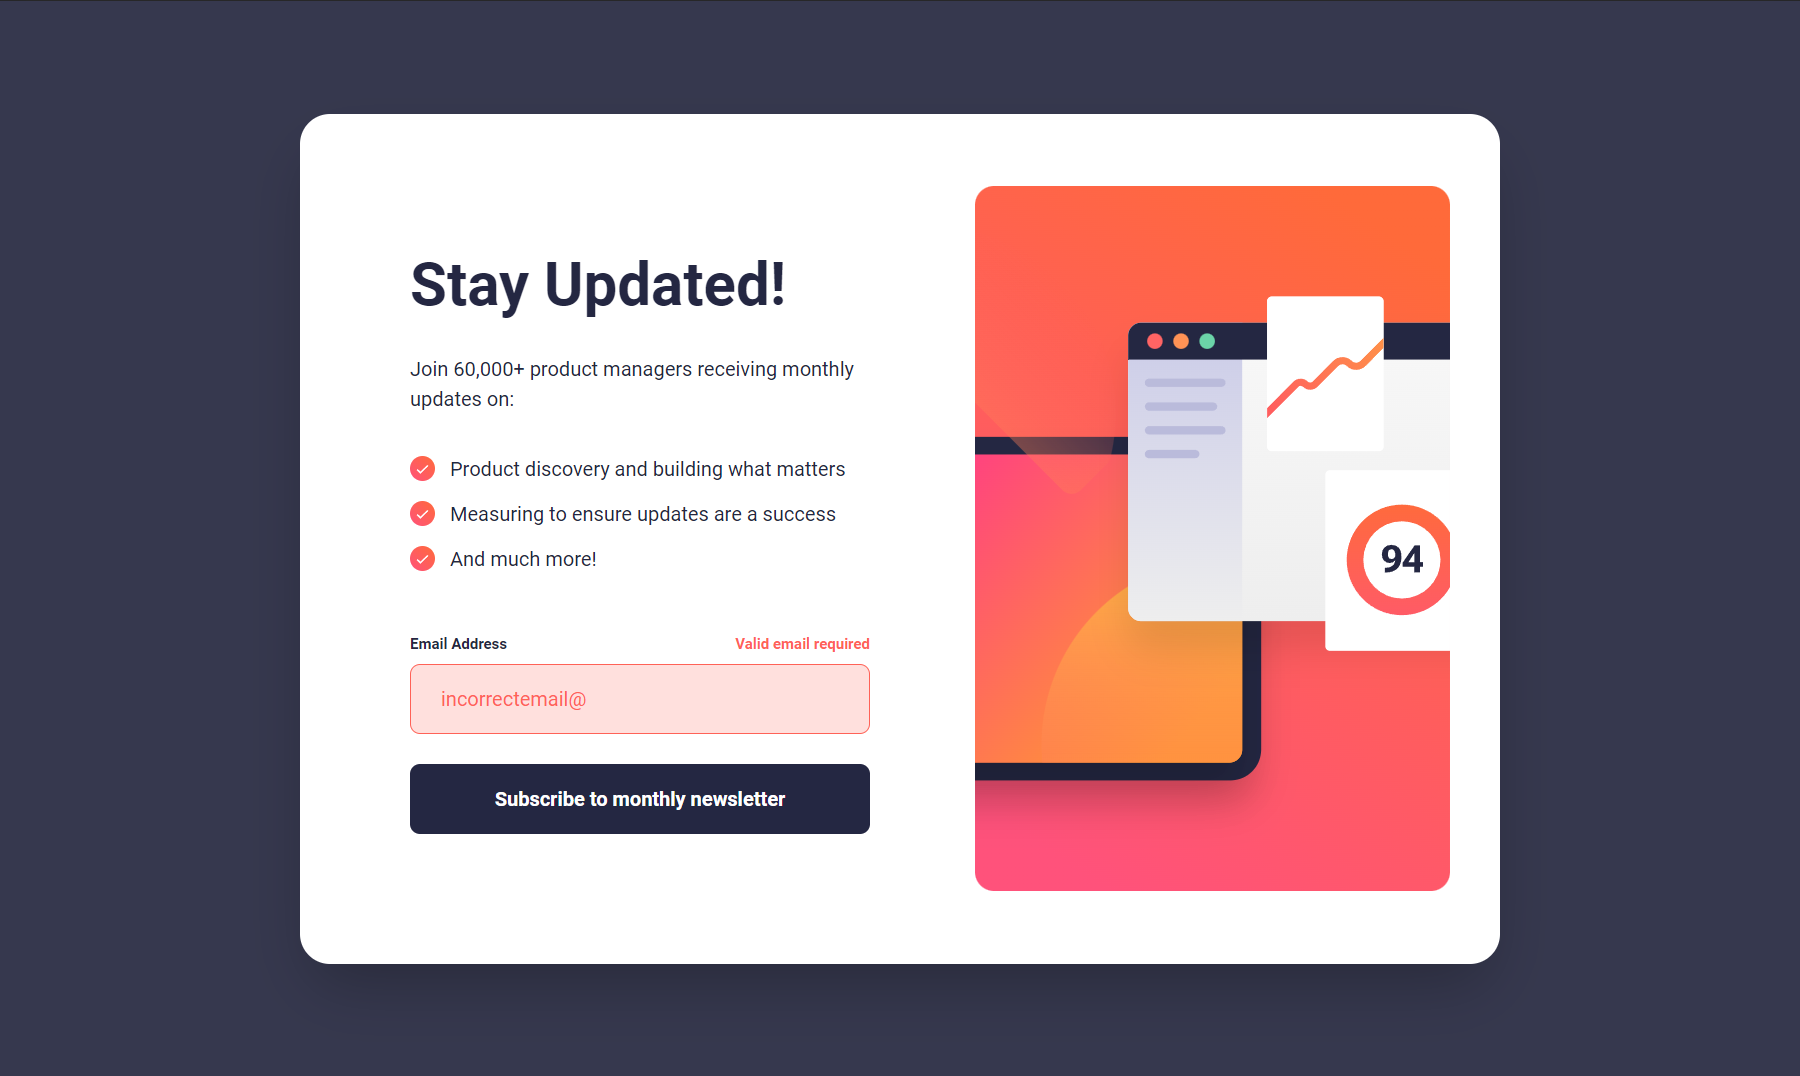 Stay Updated!
Join 60,000+ product managers receiving monthly
updates on:
Product discovery and building what matters
Measuring to ensure updates are a success
And much more!
Email Address
Valid email required
incorrectemail@
Subscribe to monthly newsletter
94